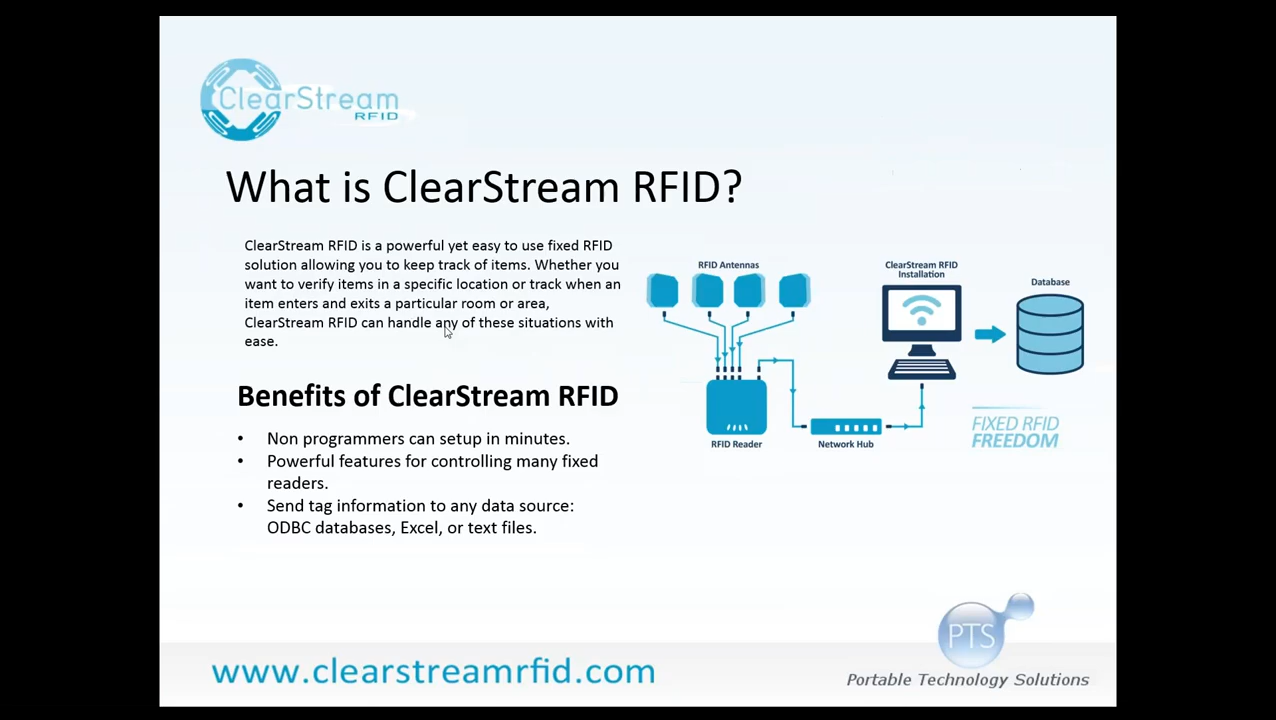 ClearStream
RFID
What is ClearStream RFID?
ClearStream RFID is a powerful yet easy to use fixed RFID
solution allowing you to keep track of items. Whether you
want to verify items in a specific location or track when an
item enters and exits a particular room or area,
ClearStream RFID can handle any of these situations with
ease.
Benefits of ClearStream RFID
• Non programmers can setup in minutes.
• Powerful features for controlling many fixed
readers.
• Send tag information to any data source:
ODBC databases, Excel, or text files.
RFID Antennas
ClearStream RFID
Installation
Database
RFID Reader
Network Hub
FIXED RFID
FREEDOM
www.clearstreamrfid.com
PTS
Portable Technology Solutions